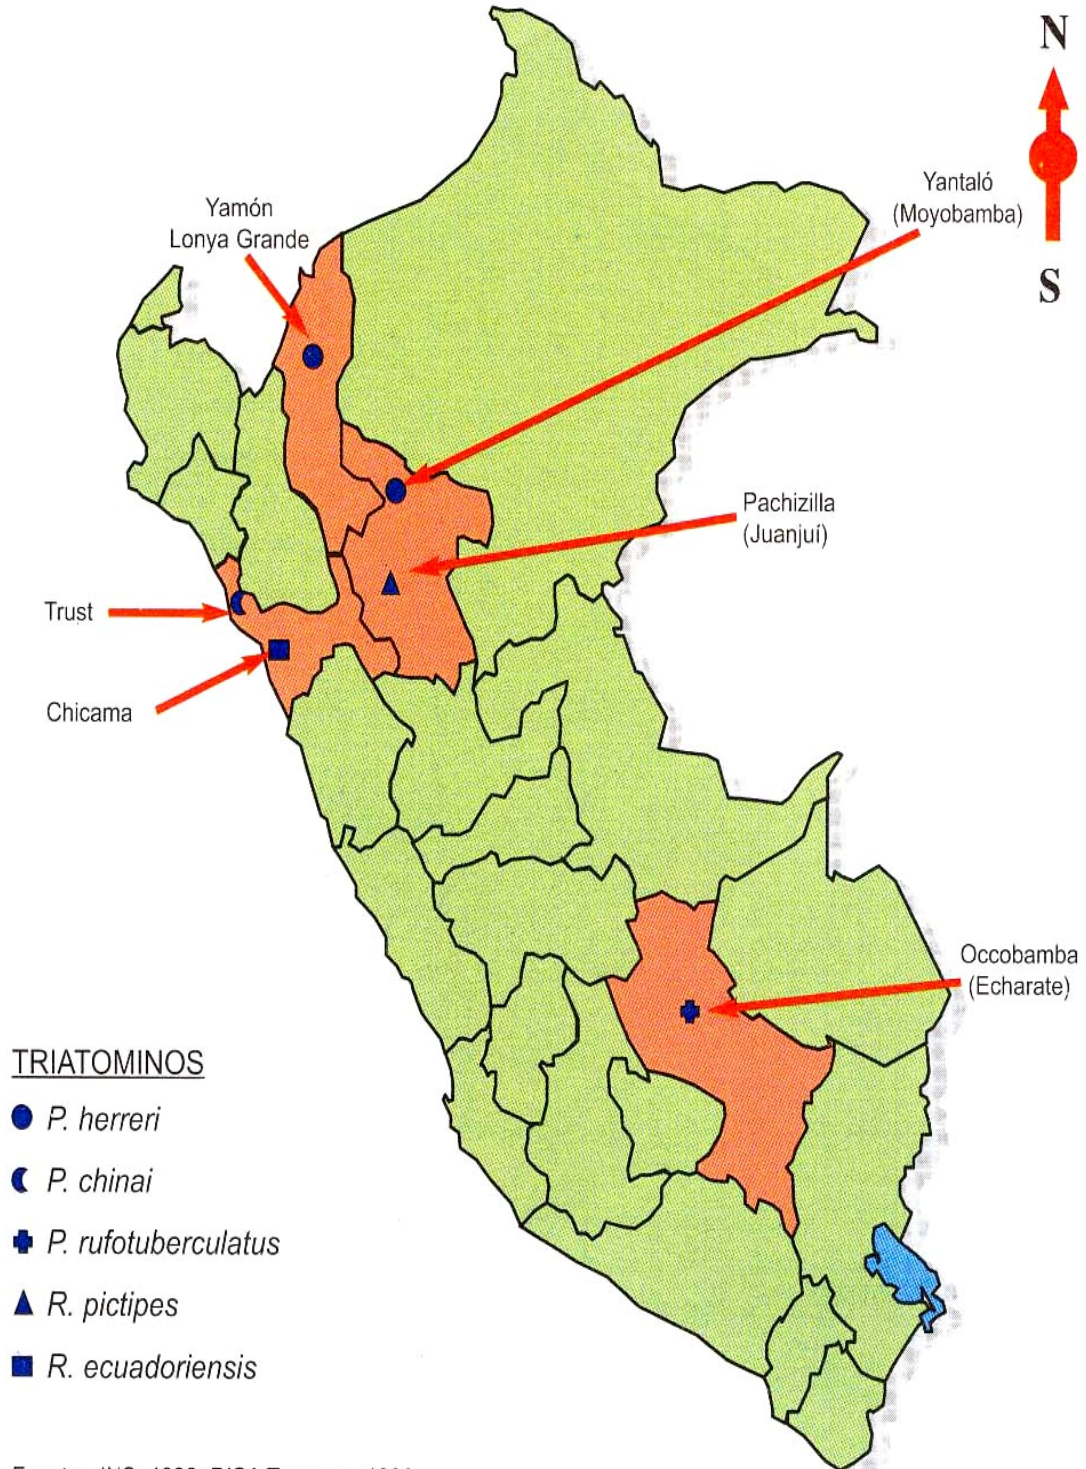 N
S
Yantaló
(Moyobamba)
Yamón
Lonya Grande
Pachizilla
(Juanjuí)
Trust
Chicama
Occobamba
(Echarate)
TRIATOMINOS
P. herreri
P. chinai
P. rufotuberculatus
R. pictipes
R. ecuadoriensis